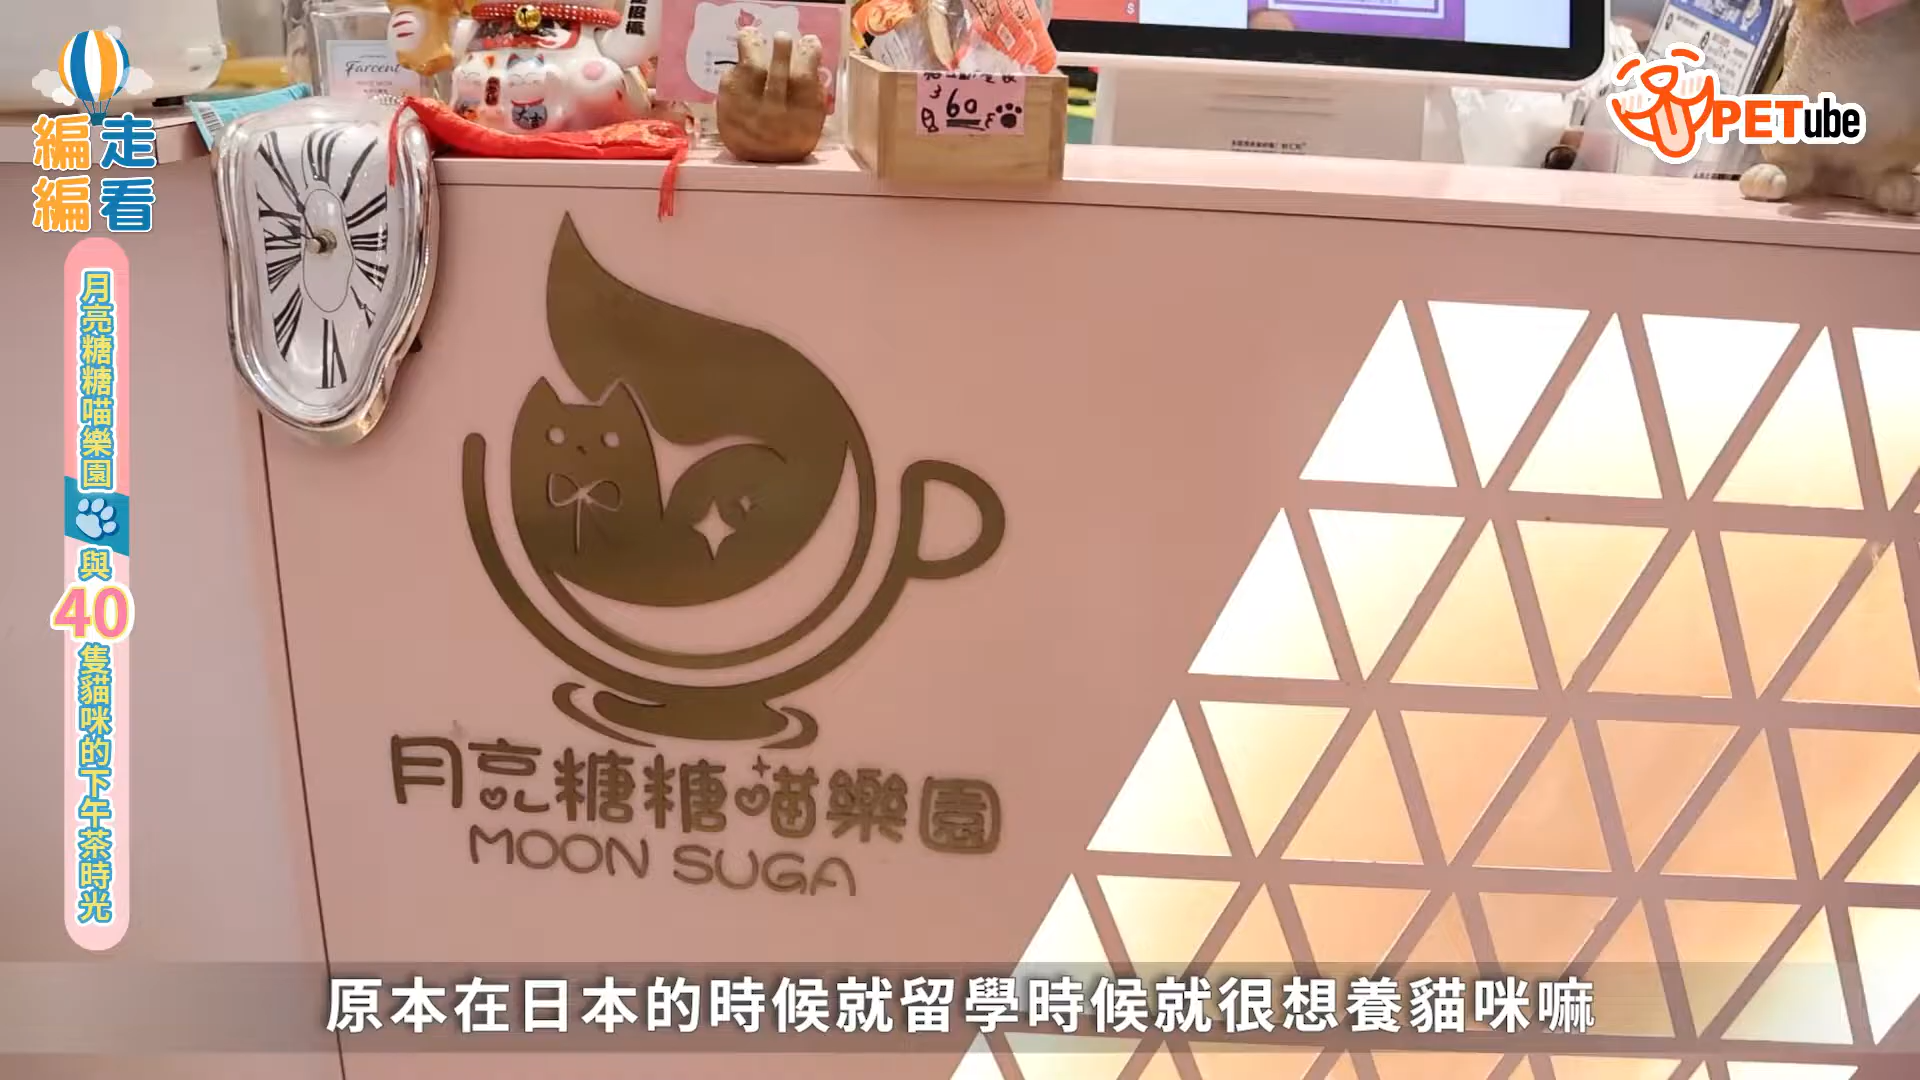 編編
走看
月亮糖糖喵樂園
與
40
隻貓咪的下午茶時光
PETube
Farcent
大吉
60
月亮糖糖喵樂園
MOON SUGA
原本在日本的時候就留學時候就很想養貓咪嘛